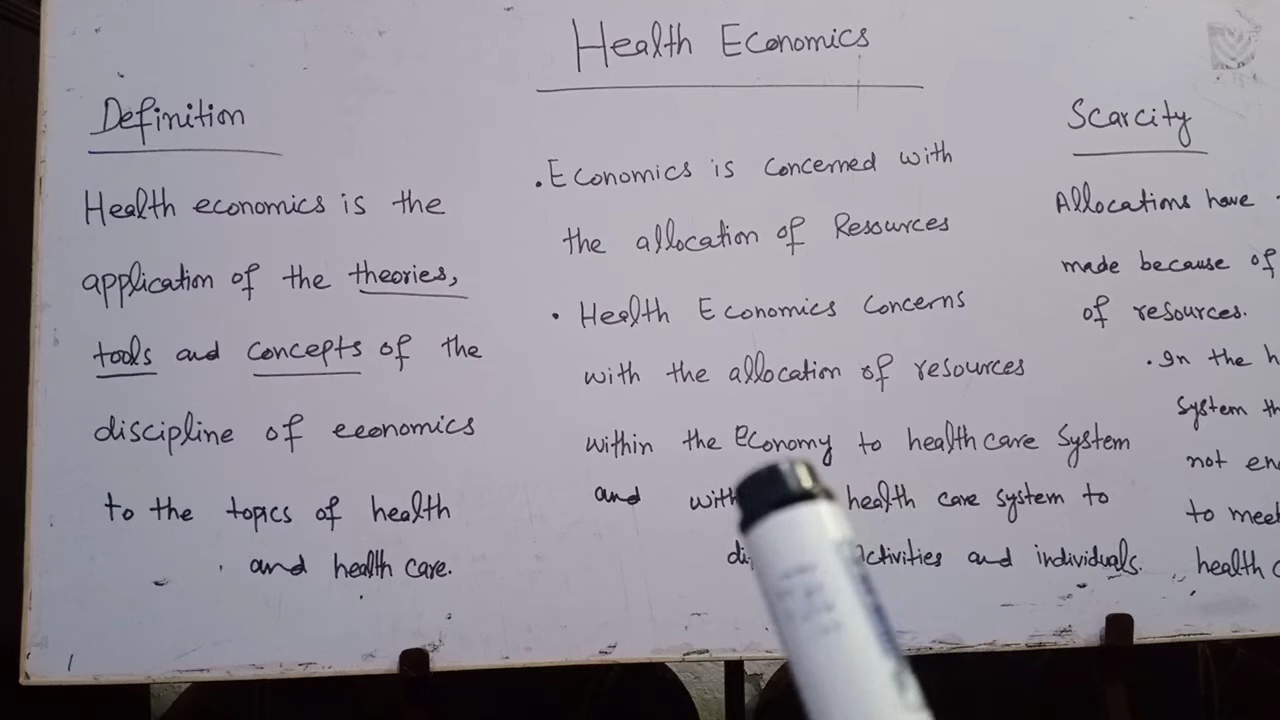 Health Economics
Definition
Health economics is the
application of the theories,
tools and concepts of the
discipline of economics
to the topics of health
and health care.
. Economics is concerned with
the allocation of Resources
• Health Economics Concerns
with the allocation of resources
within the economy to health care System
and health care system to
activities and individuals.
Scarcity
Allocations have
made because of
of resources.
. In the
System
not
to meet
health